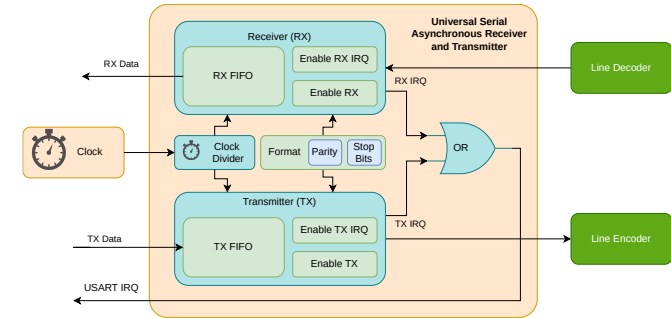 Universal Serial
Asynchronous Receiver
and Transmitter
Receiver (RX)
RX Data
RX FIFO
Enable RX IRQ
Enable RX
RX IRQ
Line Decoder
Clock
Clock
Divider
Format
Parity
Stop
Bits
OR
Transmitter (TX)
TX IRQ
TX Data
TX FIFO
Enable TX IRQ
Enable TX
Line Encoder
USART IRQ